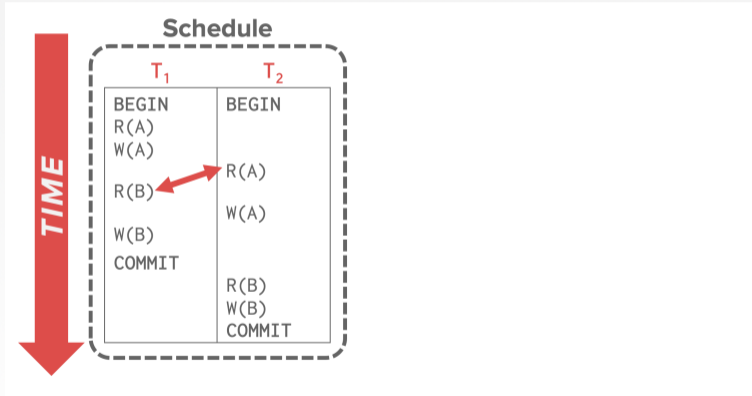 Schedule
TIME
T1 T2
BEGIN BEGIN
R(A)
W(A)
R(A)
R(B)
W(A)
W(B)
COMMIT
R(B)
W(B)
COMMIT